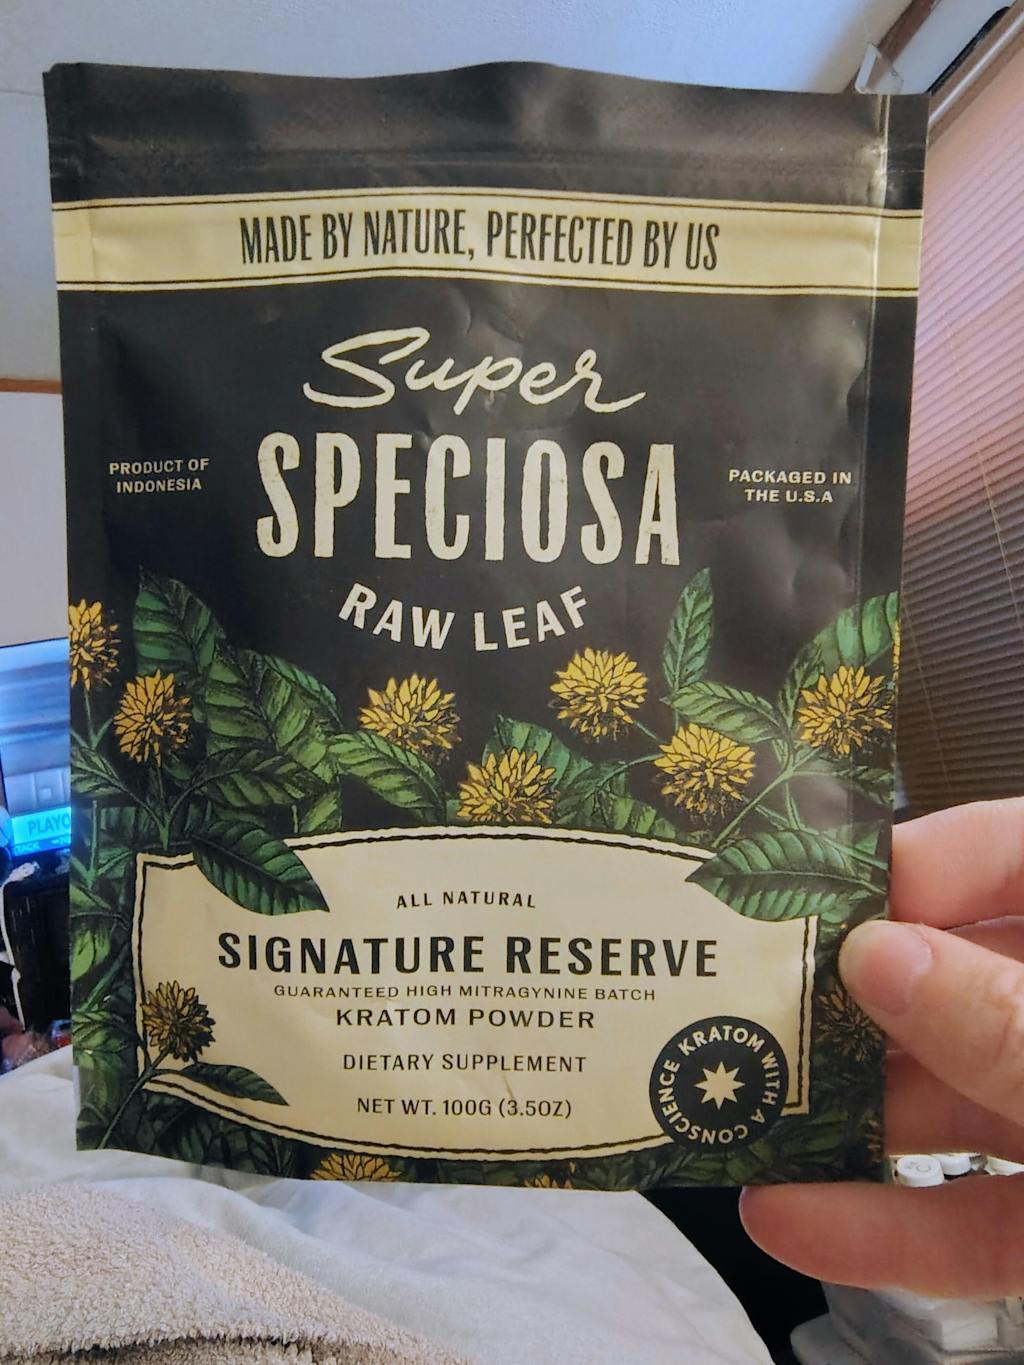 MADE BY NATURE, PERFECTED BY US
Super
SPECIOSA
RAW LEAF
PRODUCT OF
INDONESIA
PACKAGED IN
THE U.S.A
ALL NATURAL
SIGNATURE RESERVE
GUARANTEED HIGH MITRAGYNINE BATCH
KRATOM POWDER
DIETARY SUPPLEMENT
NET WT. 100G (3.5OZ)
KRATOM WITH A CONSCIENCE
PLAYO